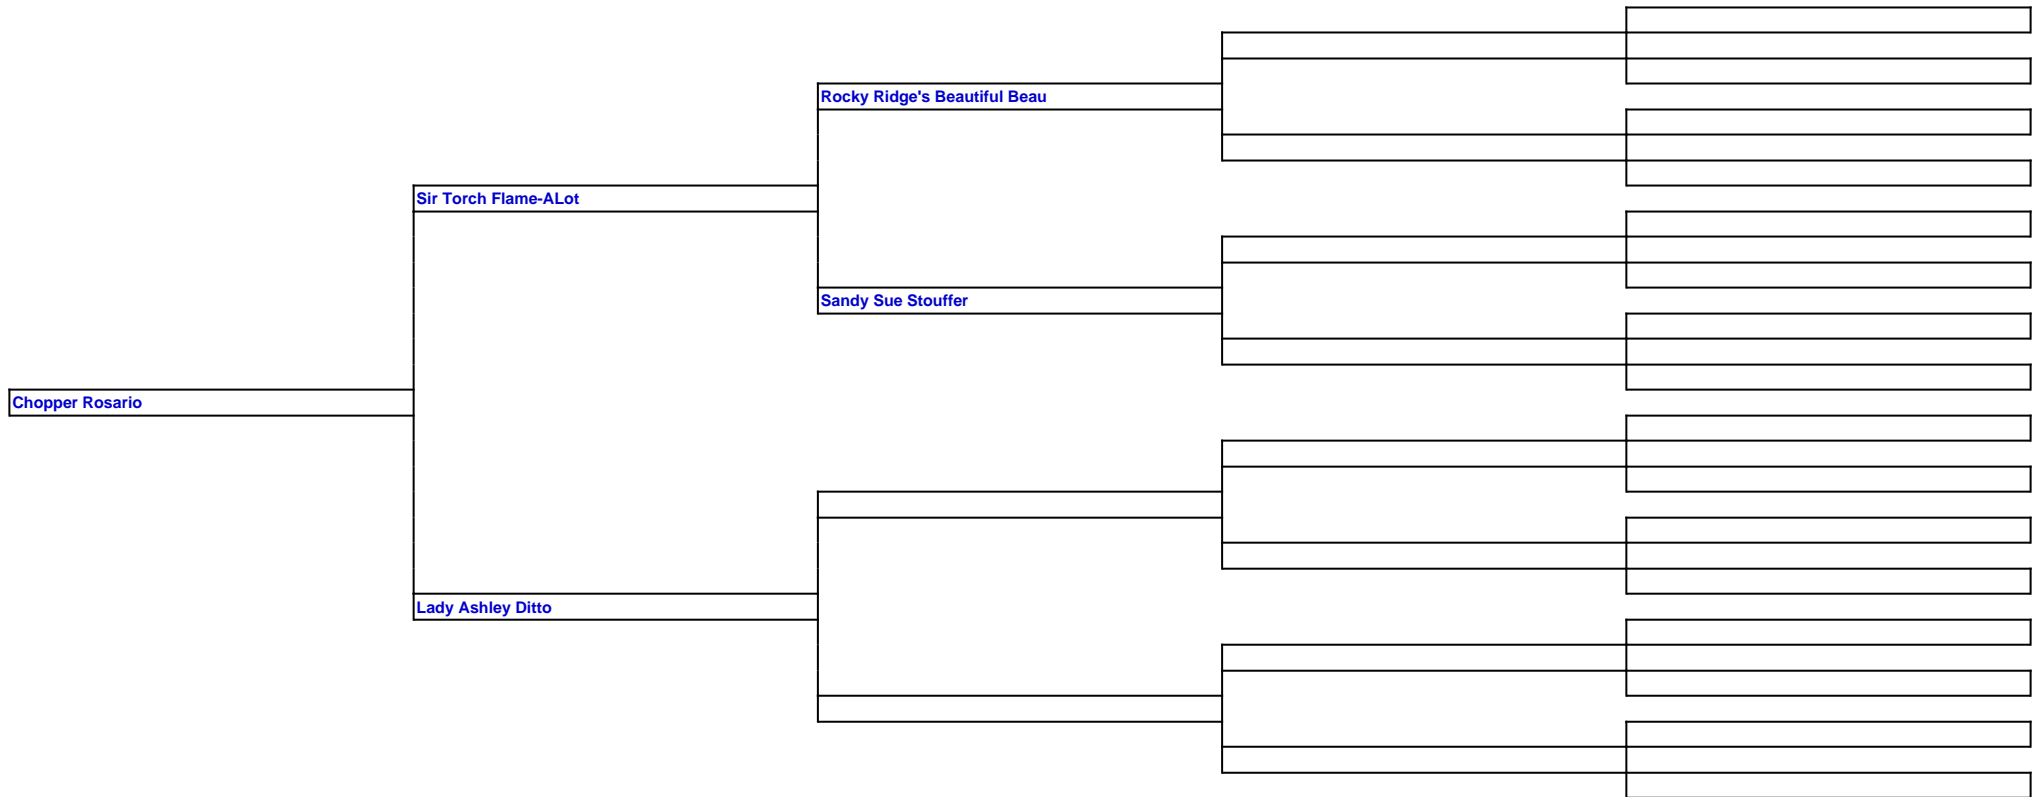 Rocky Ridge's Beautiful Beau
Sir Torch Flame-ALot
Sandy Sue Stouffer
Chopper Rosario
Lady Ashley Ditto